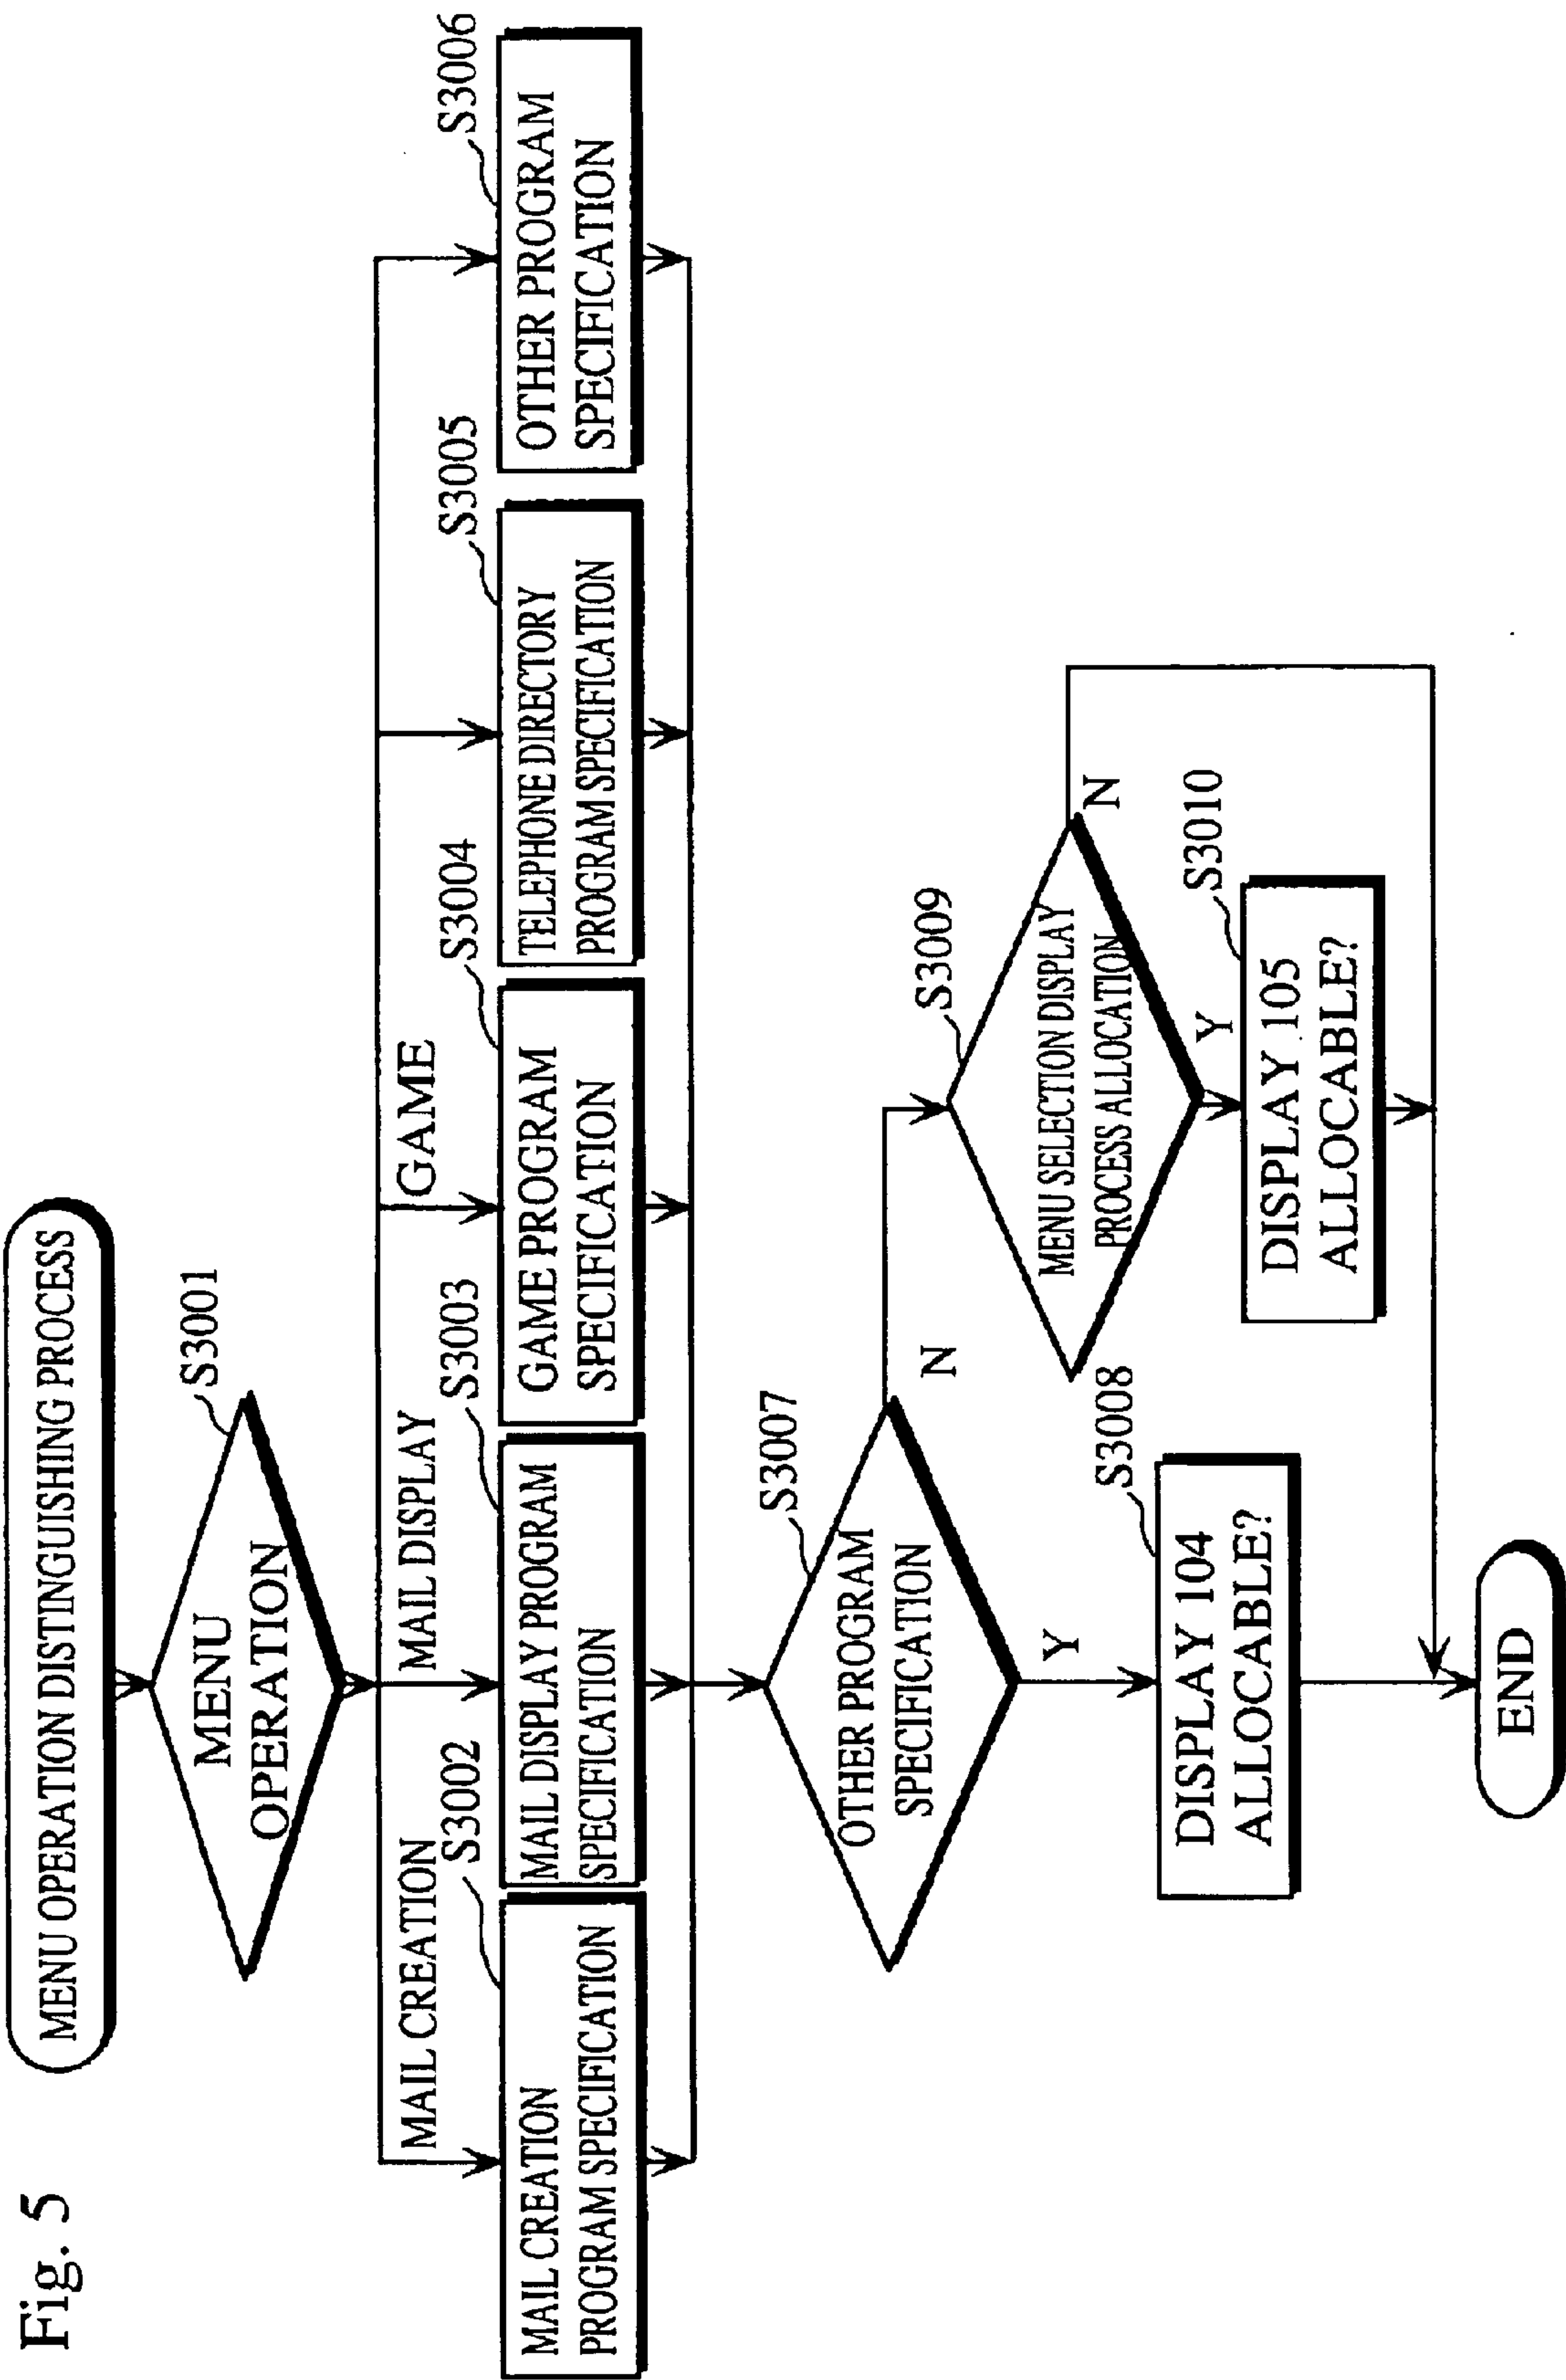 Fig. 5
MENU OPERATION DISTINGUISHING PROCESS
S3001
MENU
OPERATION
MAIL CREATION
MAIL DISPLAY
GAME
S3002
MAIL CREATION
PROGRAM SPECIFICATION
S3003
MAIL DISPLAY PROGRAM
SPECIFICATION
S3004
GAME PROGRAM
SPECIFICATION
S3005
TELEPHONE DIRECTORY
PROGRAM SPECIFICATION
S3006
OTHER PROGRAM
SPECIFICATION
S3007
OTHER PROGRAM
SPECIFICATION
N
Y
S3008
DISPLAY 104
ALLOCABLE?
S3009
MENU SELECTION DISPLAY
PROCESS ALLOCATION
N
Y
S3010
DISPLAY 105
ALLOCABLE?
END